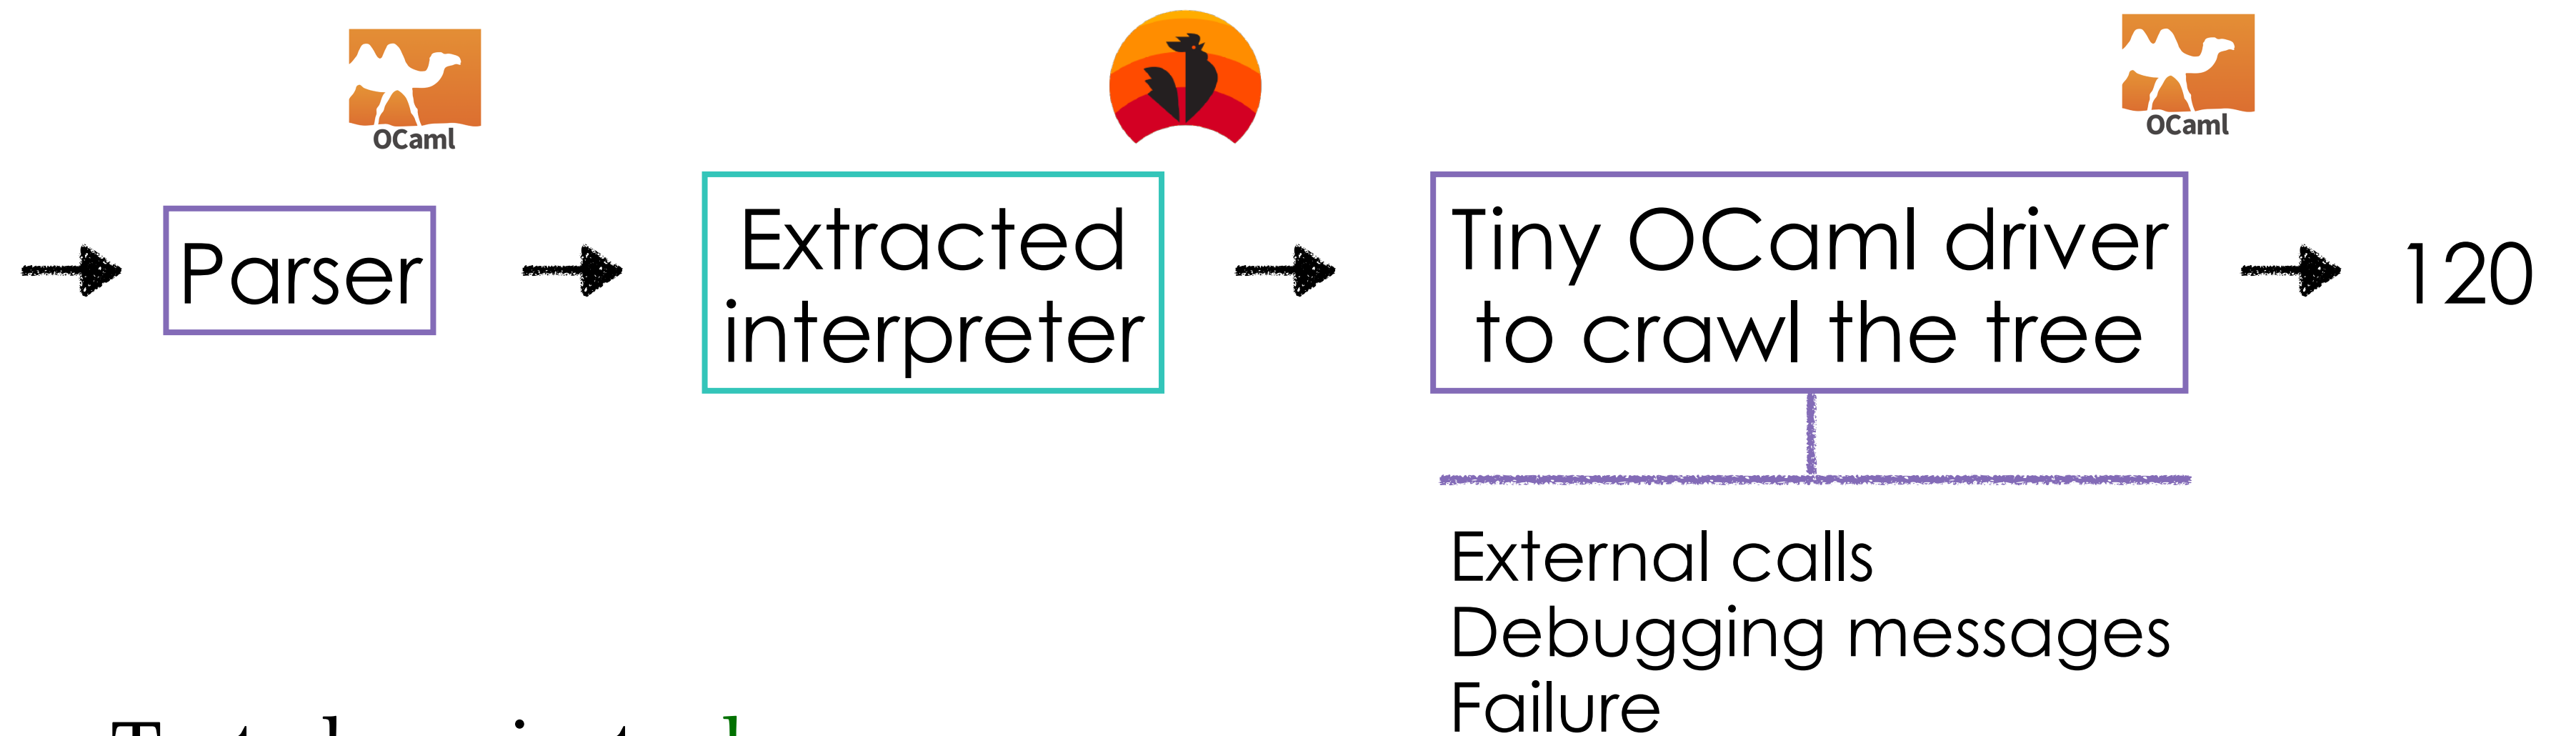 OCaml
OCaml
Parser
Extracted
interpreter
Tiny OCaml driver
to crawl the tree
120
External calls
Debugging messages
Failure